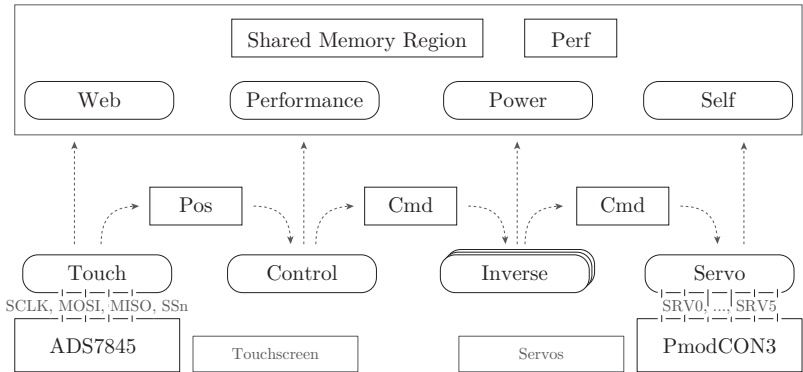 Shared Memory Region Perf
Web Performance Power Self
Pos Cmd Cmd
Touch Control Inverse Servo
SCLK, MOSI, MISO, SSn SRV0, ..., SRV5
ADS7845 Touchscreen Servos PmodCON3